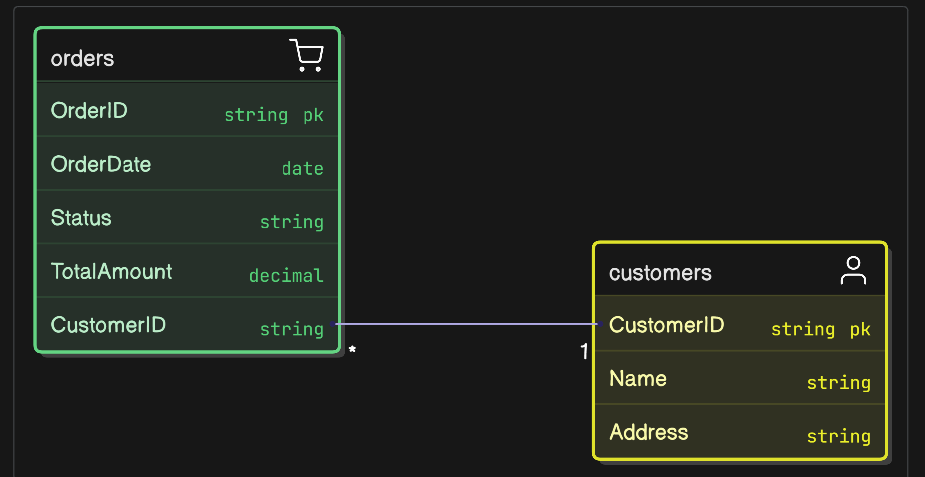 orders
OrderID string pk
OrderDate date
Status string
TotalAmount decimal
CustomerID string
* 1
customers
CustomerID string pk
Name string
Address string